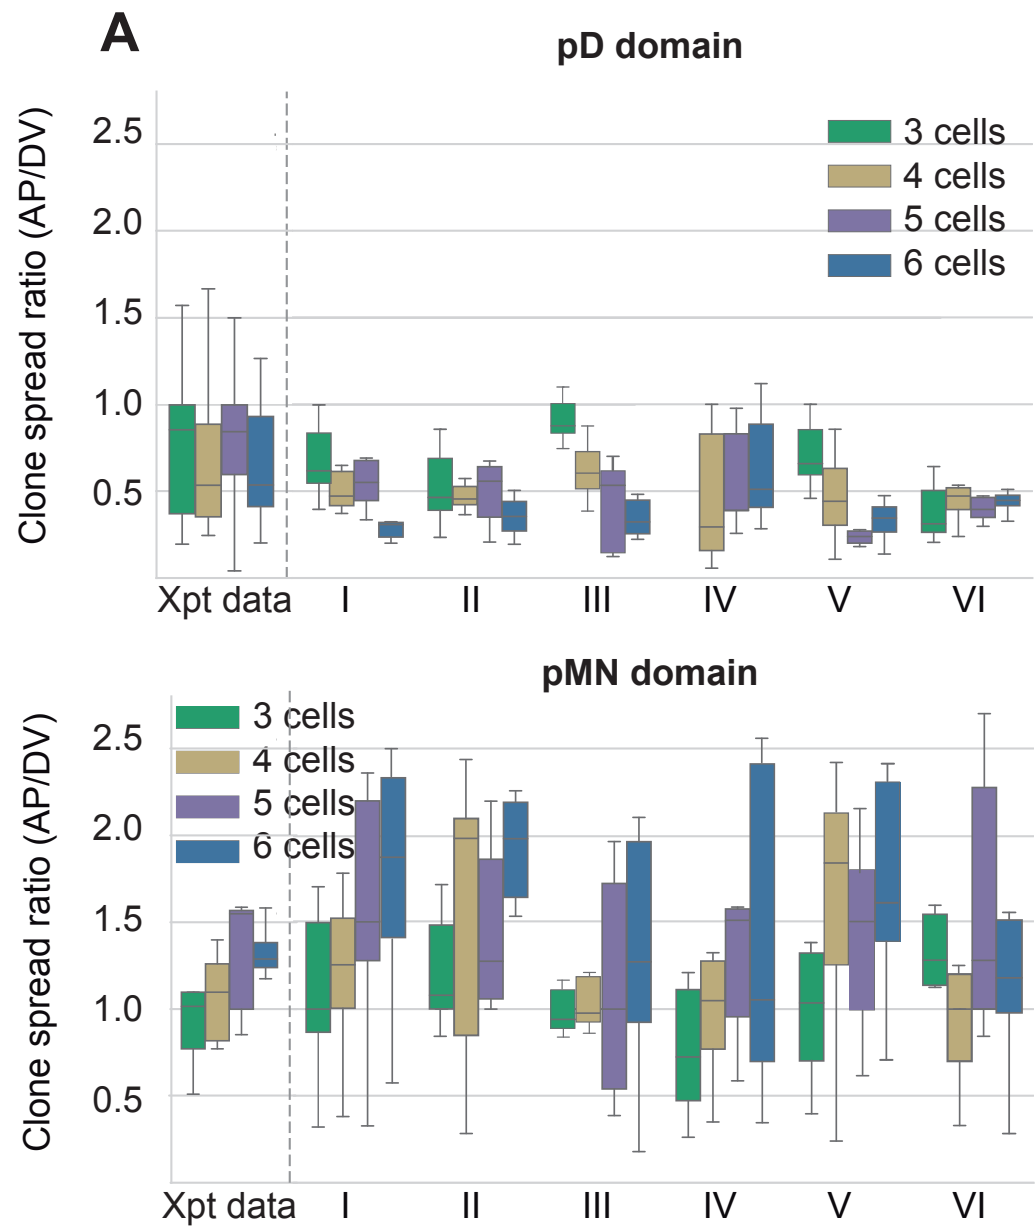 A
pD domain
Clone spread ratio (AP/DV)
2.5
2.0
1.5
1.0
0.5
3 cells
4 cells
5 cells
6 cells
Xpt data I II III IV V VI
pMN domain
Clone spread ratio (AP/DV)
2.5
2.0
1.5
1.0
0.5
3 cells
4 cells
5 cells
6 cells
Xpt data I II III IV V VI